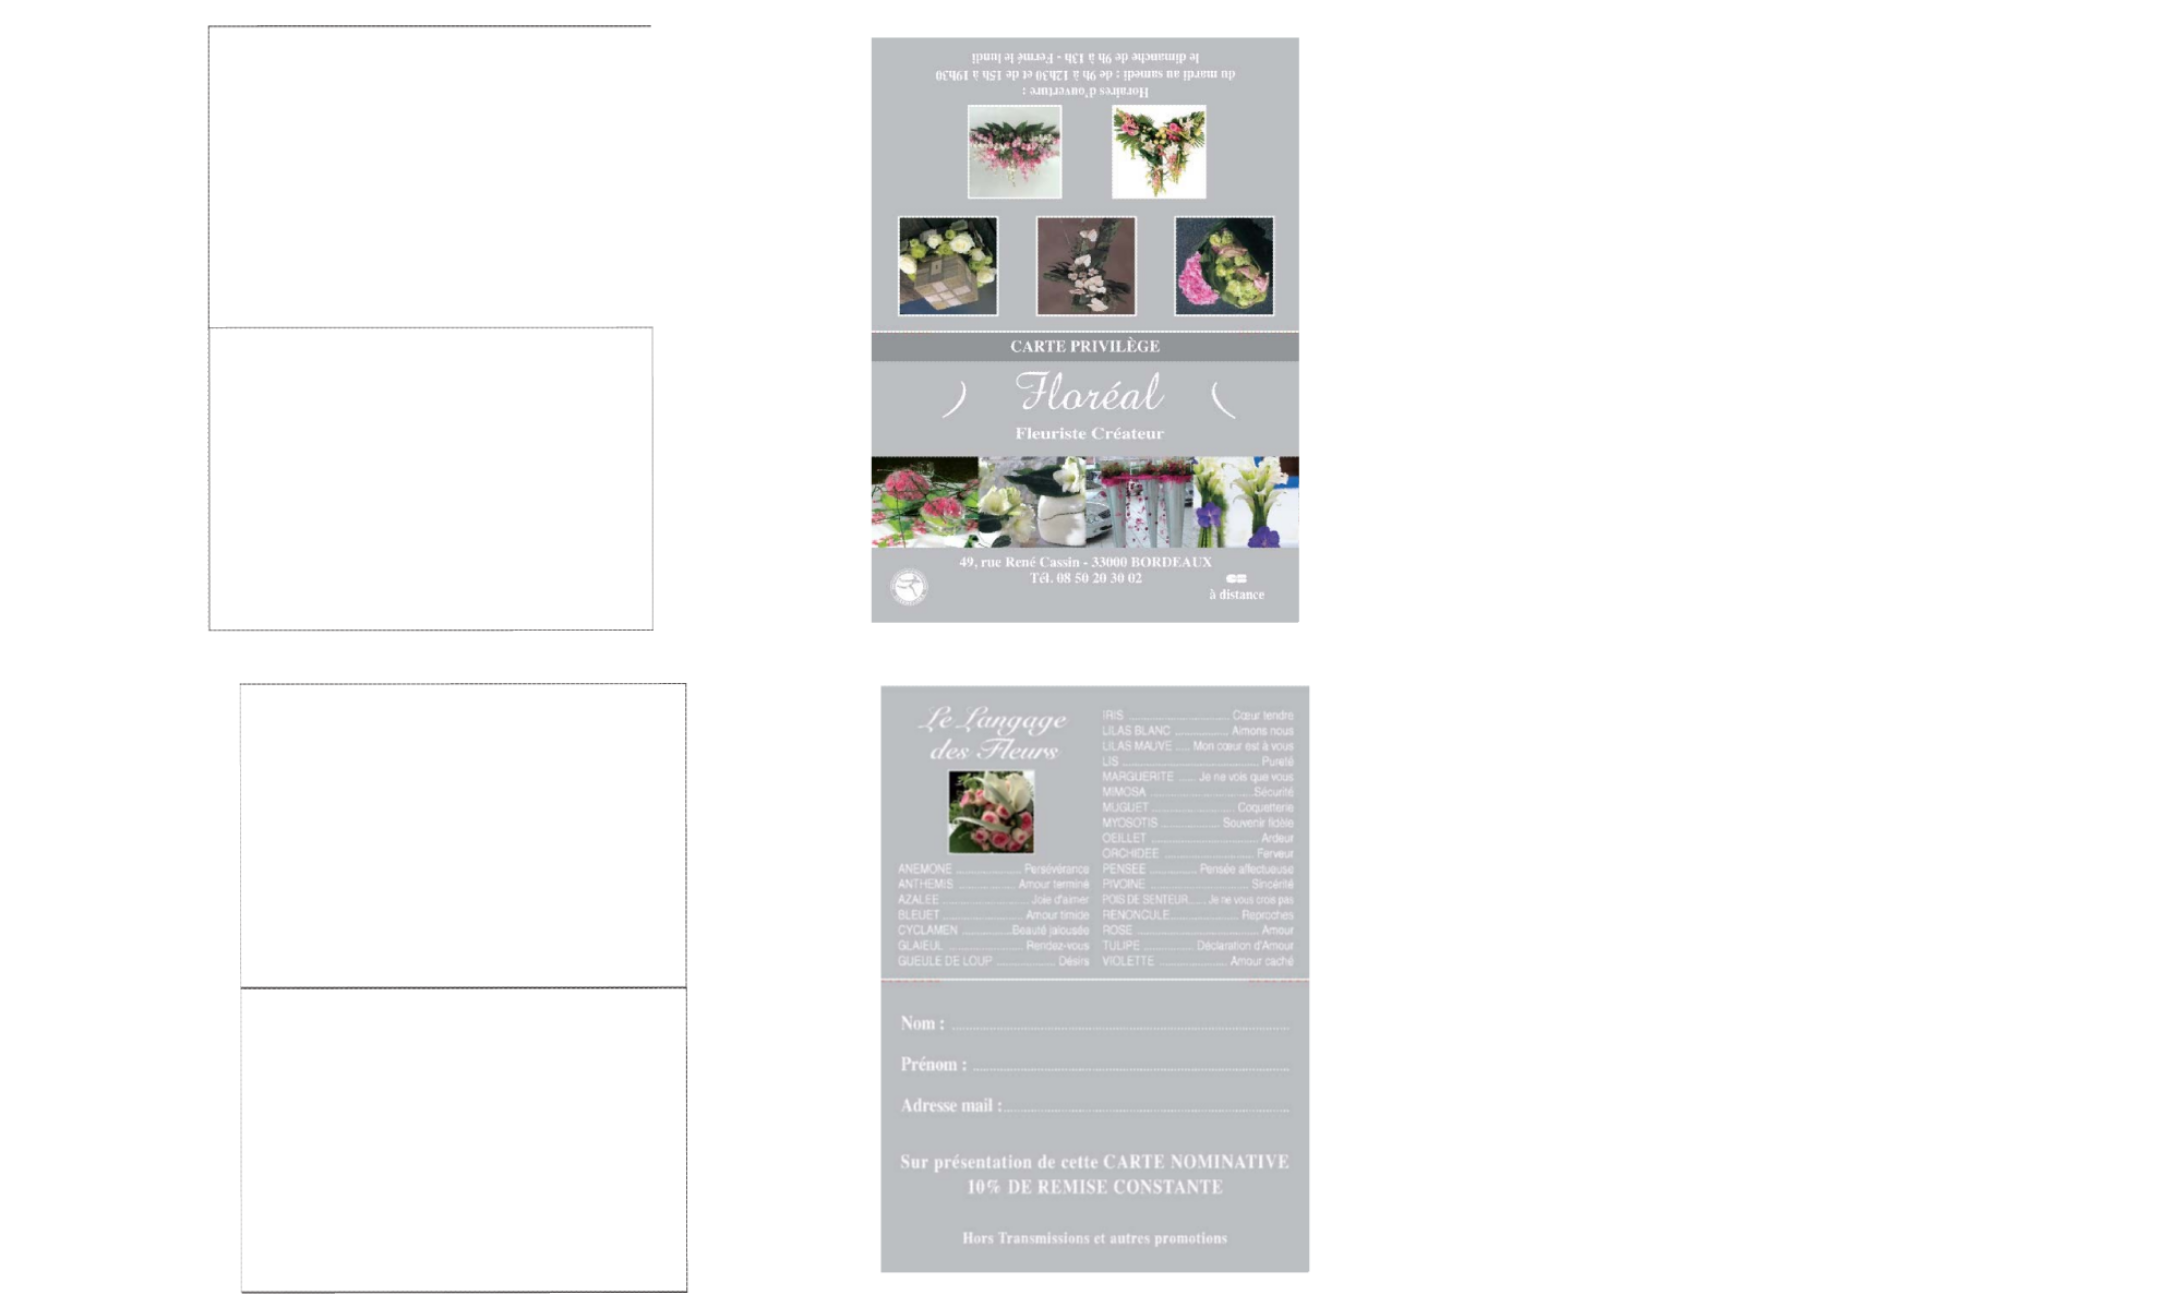 Horaires d'ouverture :
du mardi au samedi : de 9h à 12h30 et de 15h à 19h30
le dimanche de 9h à 13h - Fermé le lundi
CARTE PRIVILÈGE
Floréal
Fleuriste Créateur
49, rue René Cassin - 33000 BORDEAUX
Tél. 08 50 20 30 02
à distance
Le Langage
des Fleurs
ANEMONE ........ Persévérance
ANTHEMIS ........ Amour terminé
AZALEE ........ Joie d'aimer
BLEUET ........ Amour timide
CYCLAMEN ........ Beauté jalousée
GLAIEUL ........ Rendez-vous
GUEULE DE LOUP ........ Désirs
IRIS ........ Cœur tendre
LILAS BLANC ........ Aimons nous
LILAS MAUVE .... Mon cœur est à vous
LIS ........ Pureté
MARGUERITE ..... Je ne vois que vous
MIMOSA ........ Sécurité
MUGUET ........ Coquetterie
MYOSOTIS ........ Souvenir fidèle
OEILLET ........ Ardeur
ORCHIDEE ........ Ferveur
PENSEE ........ Pensée affectueuse
PIVOINE ........ Sincérité
POIS DE SENTEUR ..... Je ne vous crois pas
RENONCULE ........ Reproches
ROSE ........ Amour
TULIPE ........ Déclaration d'Amour
VIOLETTE ........ Amour caché
Nom : ........
Prénom : ........
Adresse mail : ........
Sur présentation de cette CARTE NOMINATIVE
10% DE REMISE CONSTANTE
Hors Transmissions et autres promotions